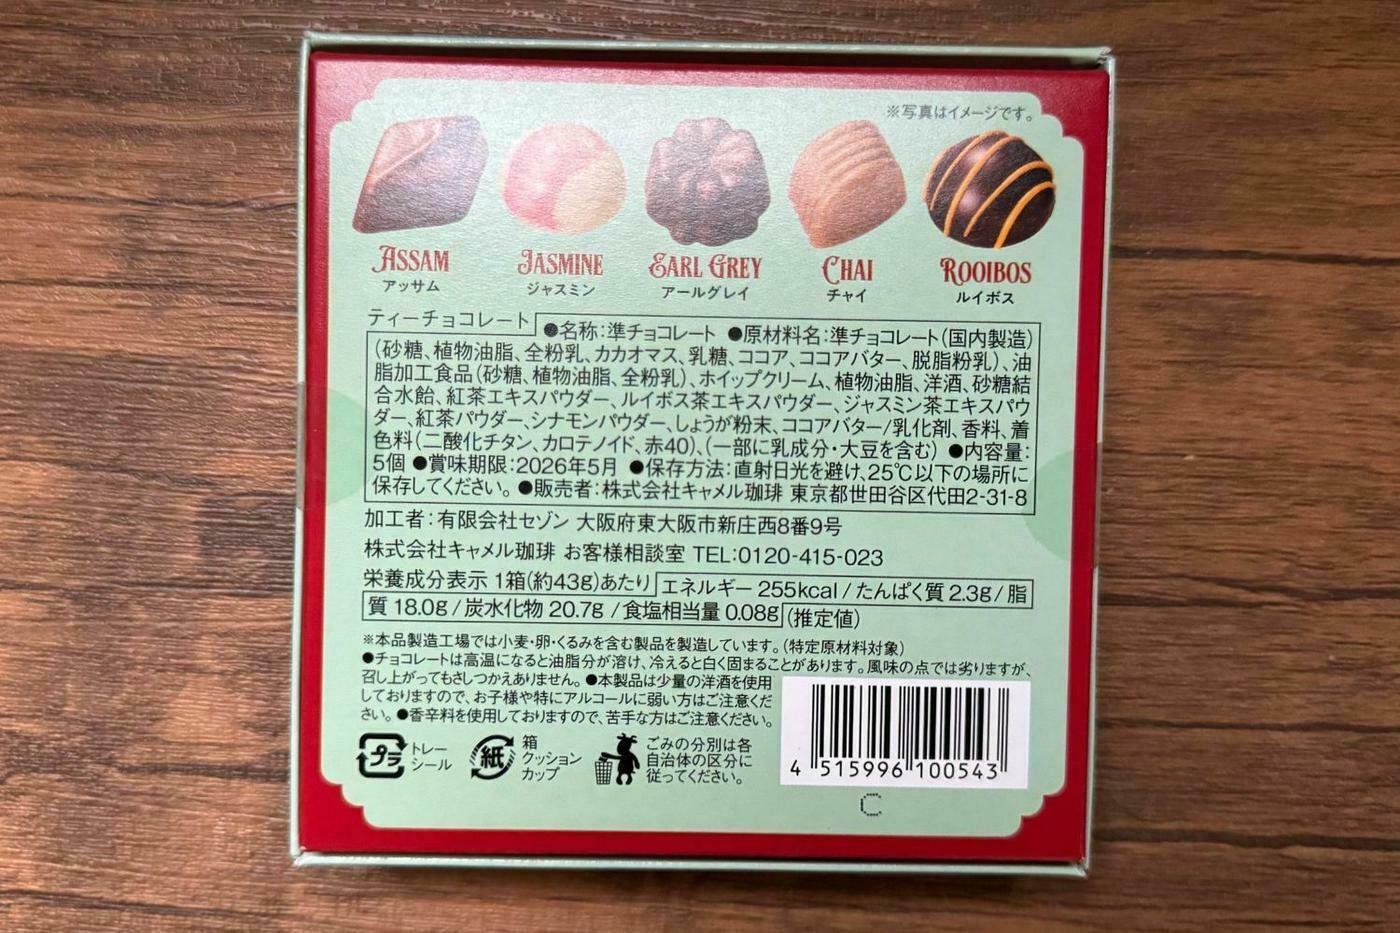 ※写真はイメージです。
ASSAM
アッサム
JASMINE
ジャスミン
EARL GREY
アールグレイ
CHAI
チャイ
ROOIBOS
ルイボス
ティーチョコレート
●名称:準チョコレート ●原材料名:準チョコレート(国内製造)
(砂糖、植物油脂、全粉乳、カカオマス、乳糖、ココア、ココアバター、脱脂粉乳)、油
脂加工食品(砂糖、植物油脂、全粉乳)、ホイップクリーム、植物油脂、洋酒、砂糖結
合水飴、紅茶エキスパウダー、ルイボス茶エキスパウダー、ジャスミン茶エキスパウ
ダー、紅茶パウダー、シナモンパウダー、しょうが粉末、ココアバター/乳化剤、香料、着
色料(二酸化チタン、カロテノイド、赤40)、(一部に乳成分・大豆を含む) ●内容量:
5個 ●賞味期限:2026年5月 ●保存方法:直射日光を避け、25℃以下の場所に
保存してください。 ●販売者:株式会社キャメル珈琲 東京都世田谷区代田2-31-8
加工者:有限会社セゾン 大阪府東大阪市新庄西8番9号
株式会社キャメル珈琲 お客様相談室 TEL:0120-415-023
栄養成分表示 1箱(約43g)あたり エネルギー 255kcal / たんぱく質 2.3g / 脂
質 18.0g / 炭水化物 20.7g / 食塩相当量 0.08g (推定値)
※本品製造工場では小麦・卵・くるみを含む製品を製造しています。(特定原材料対象)
●チョコレートは高温になると油脂分が溶け、冷えると白く固まることがあります。風味の点では劣りますが、
召し上がってもさしつかえありません。 ●本製品は少量の洋酒を使用
しておりますので、お子様や特にアルコールに弱い方はご注意くだ
さい。 ●香辛料を使用しておりますので、苦手な方はご注意ください。
プラ
トレー
シール
紙
箱
クッション
カップ
ごみの分別は各
自治体の区分に
従ってください。
4 515996 100543
C